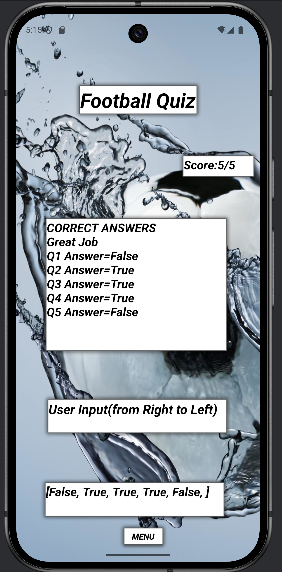 Football Quiz
Score:5/5
CORRECT ANSWERS
Great Job
Q1 Answer=False
Q2 Answer=True
Q3 Answer=True
Q4 Answer=True
Q5 Answer=False
User Input(from Right to Left)
[False, True, True, True, False, ]
MENU